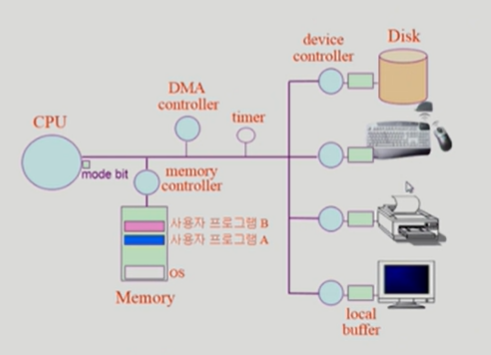 device
controller
Disk
DMA
controller
timer
CPU
mode bit
memory
controller
사용자 프로그램 B
사용자 프로그램 A
OS
Memory
local
buffer